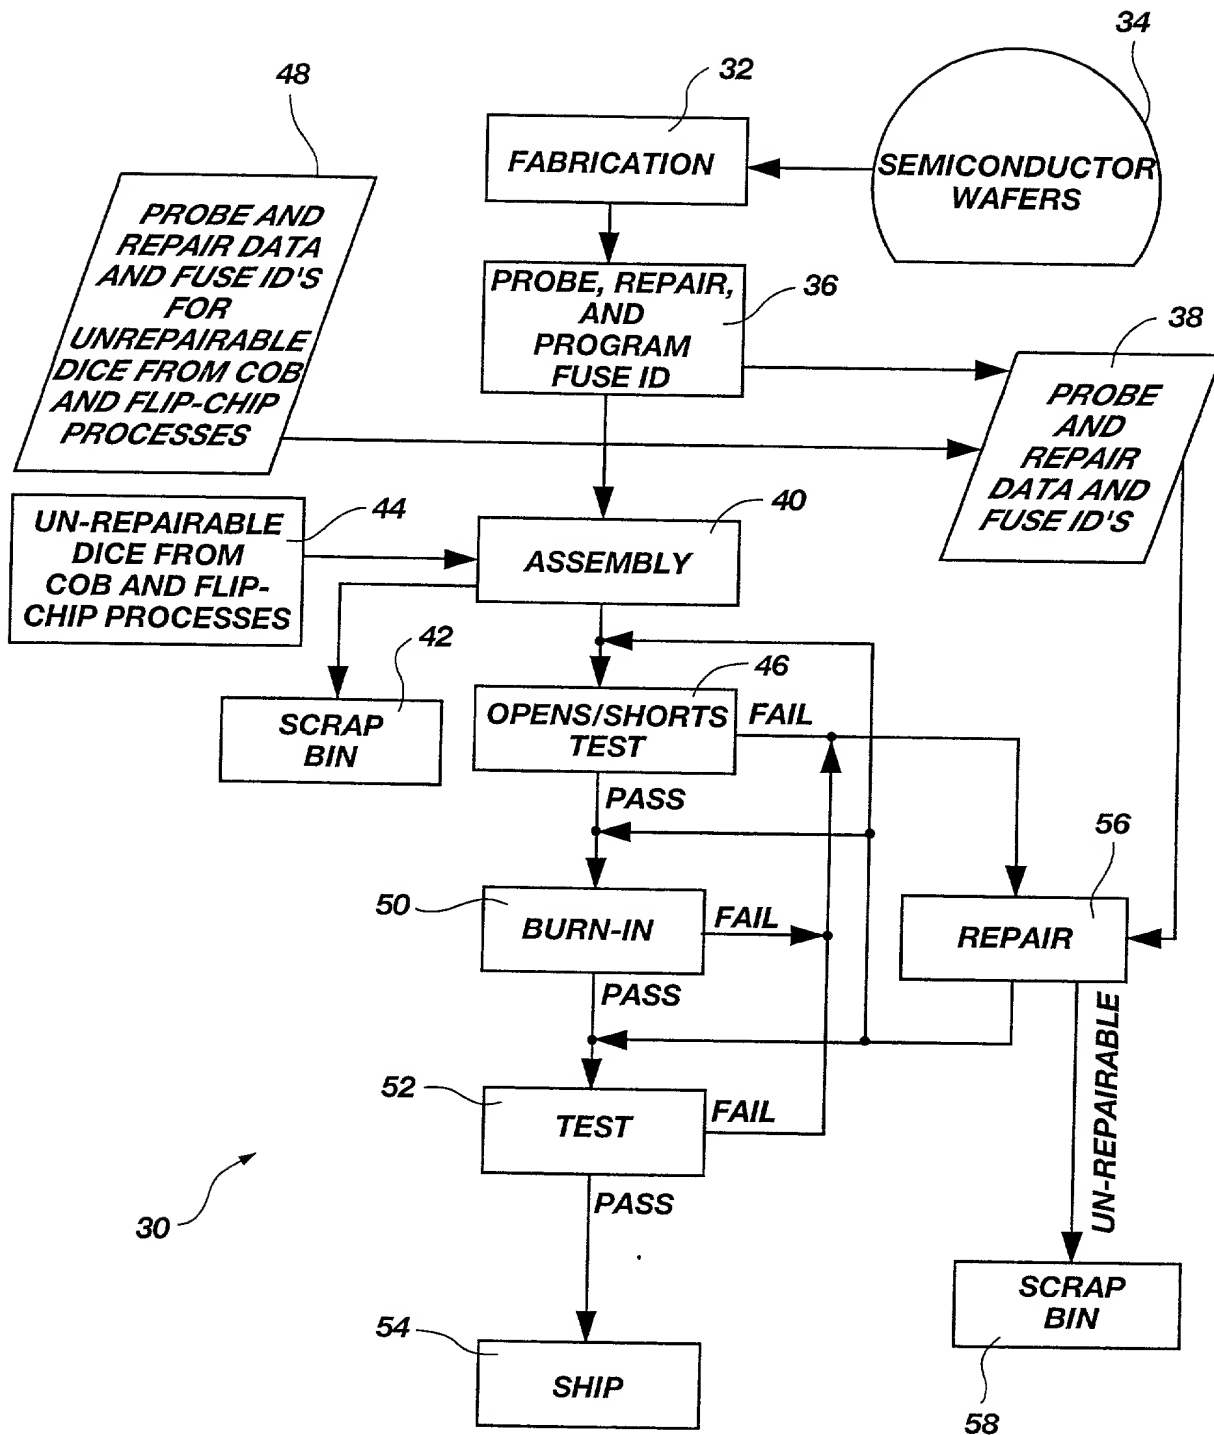 34
32
48
FABRICATION
SEMICONDUCTOR
WAFERS
PROBE AND
REPAIR DATA
AND FUSE ID'S
FOR
UNREPAIRABLE
DICE FROM COB
AND FLIP-CHIP
PROCESSES
PROBE, REPAIR,
AND
PROGRAM
FUSE ID
36
38
PROBE
AND
REPAIR
DATA AND
FUSE ID'S
UN-REPAIRABLE
DICE FROM
COB AND FLIP-
CHIP PROCESSES
44
40
ASSEMBLY
42
SCRAP
BIN
46
OPENS/SHORTS
TEST
FAIL
PASS
56
50
BURN-IN
FAIL
REPAIR
PASS
UN-REPAIRABLE
52
TEST
FAIL
PASS
30
SCRAP
BIN
54
SHIP
58